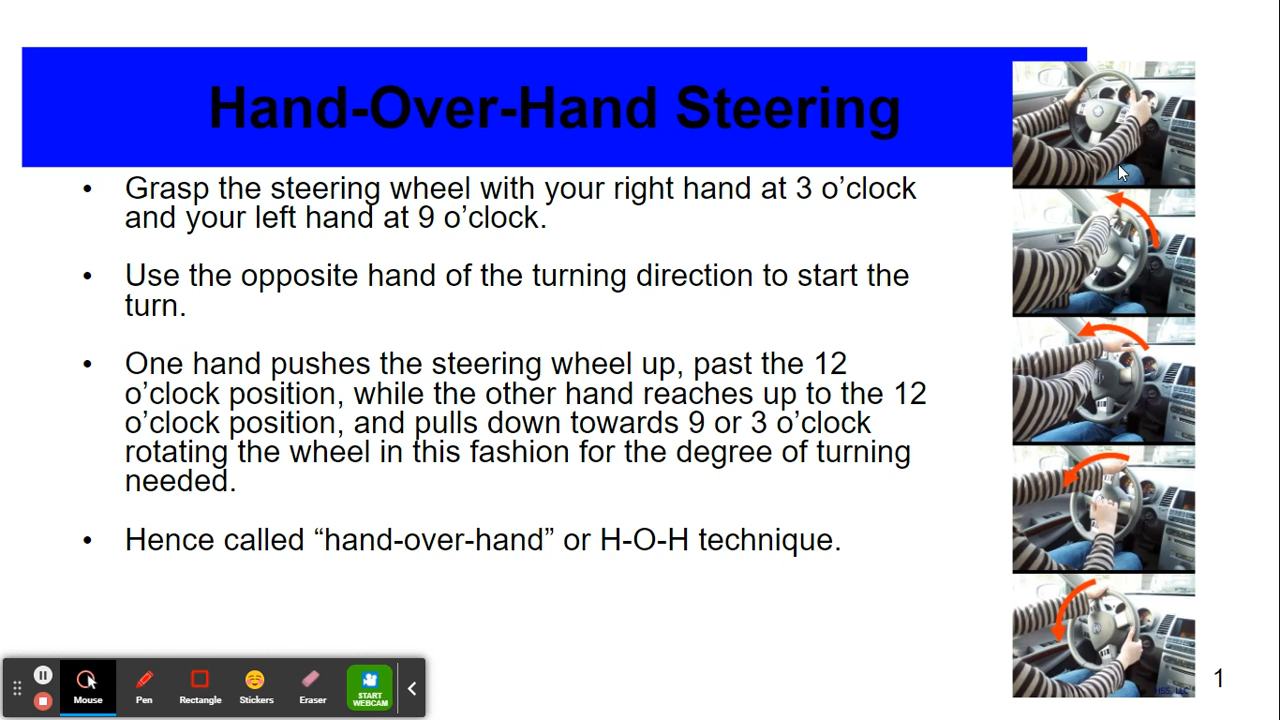 Hand-Over-Hand Steering
• Grasp the steering wheel with your right hand at 3 o’clock
and your left hand at 9 o’clock.
• Use the opposite hand of the turning direction to start the
turn.
• One hand pushes the steering wheel up, past the 12
o’clock position, while the other hand reaches up to the 12
o’clock position, and pulls down towards 9 or 3 o’clock
rotating the wheel in this fashion for the degree of turning
needed.
• Hence called “hand-over-hand” or H-O-H technique.
LLC
1
Mouse
Pen
Rectangle
Stickers
Eraser
START
WEBCAM